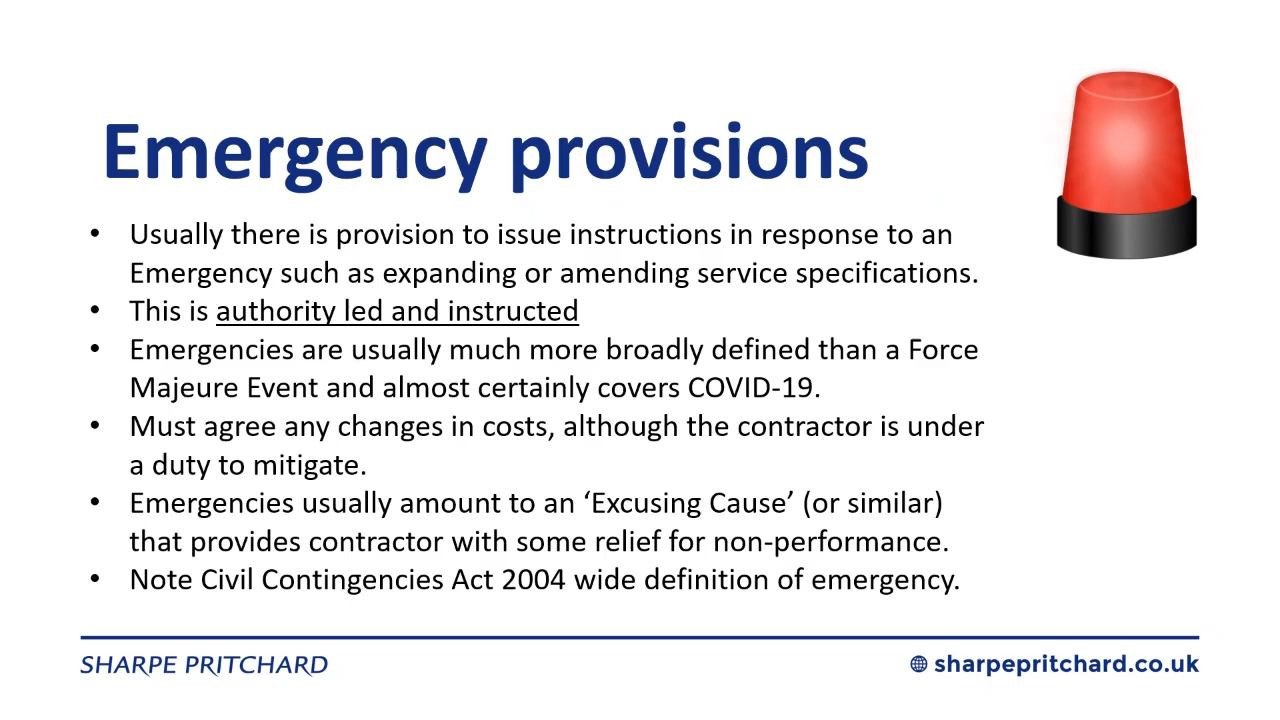 Emergency provisions
• Usually there is provision to issue instructions in response to an
Emergency such as expanding or amending service specifications.
• This is authority led and instructed
• Emergencies are usually much more broadly defined than a Force
Majeure Event and almost certainly covers COVID-19.
• Must agree any changes in costs, although the contractor is under
a duty to mitigate.
• Emergencies usually amount to an ‘Excusing Cause’ (or similar)
that provides contractor with some relief for non-performance.
• Note Civil Contingencies Act 2004 wide definition of emergency.
SHARPE PRITCHARD
sharpepritchard.co.uk